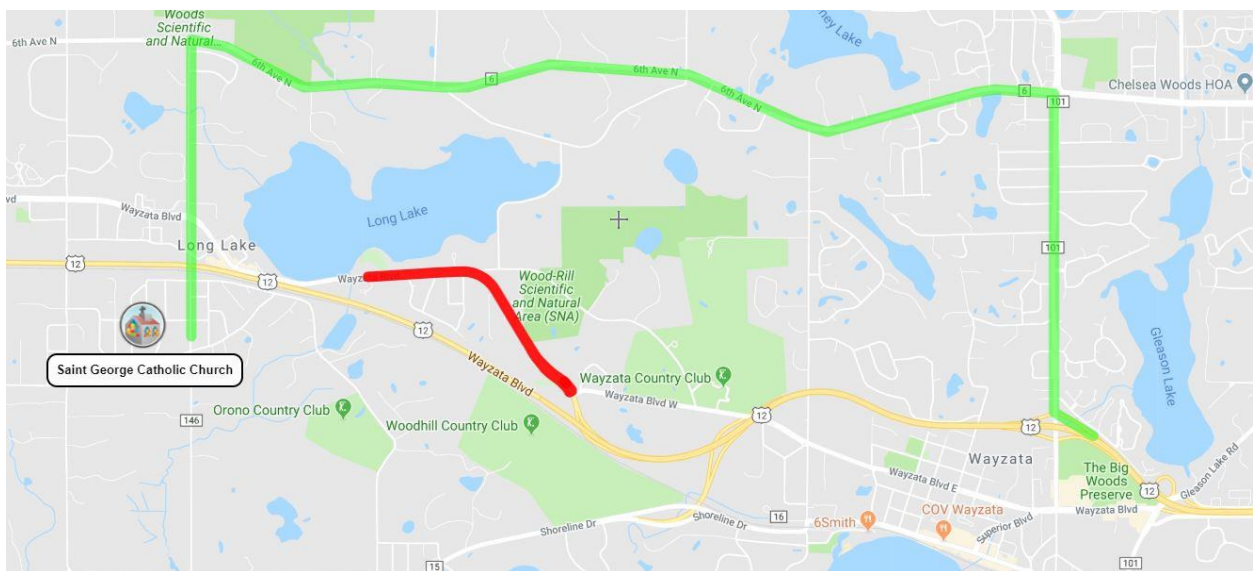 Woods
Scientific
and Natural...
6th Ave N
6th Ave N
6
6th Ave N
6th Ave N
6
101
Chelsea Woods HOA
Wayzata Blvd
Long Lake
Long Lake
101
12
12
12
Wood-Rill
Scientific
and Natural
Area (SNA)
Gleason Lake
12
Saint George Catholic Church
Wayzata Blvd
Wayzata Country Club
Wayzata Blvd W
Orono Country Club
146
Woodhill Country Club
12
12
Wayzata
The Big
Woods
Preserve
12
Gleason Lake Rd
Wayzata Blvd E
Wayzata Blvd
Shoreline Dr
Shoreline Dr
16
6Smith
COV Wayzata
Superior Blvd
15
101